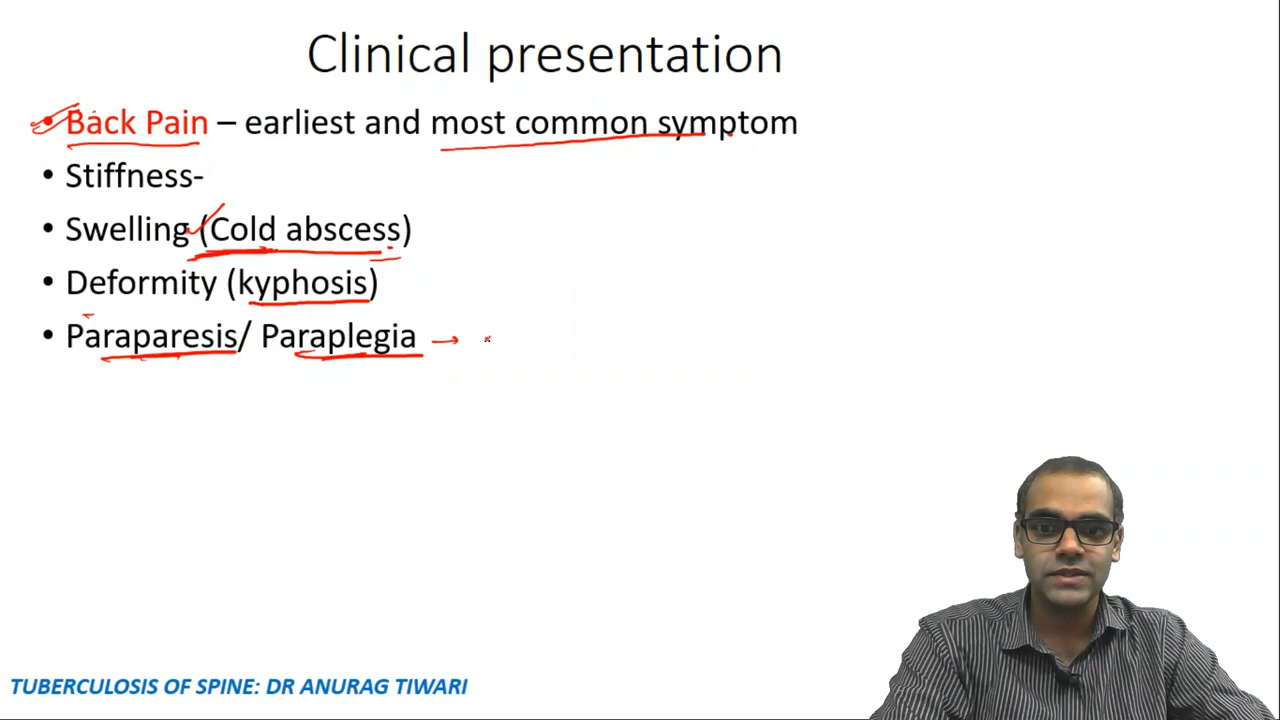 Clinical presentation
• Back Pain – earliest and most common symptom
• Stiffness-
• Swelling (Cold abscess)
• Deformity (kyphosis)
• Paraparesis/ Paraplegia →
TUBERCULOSIS OF SPINE: DR ANURAG TIWARI